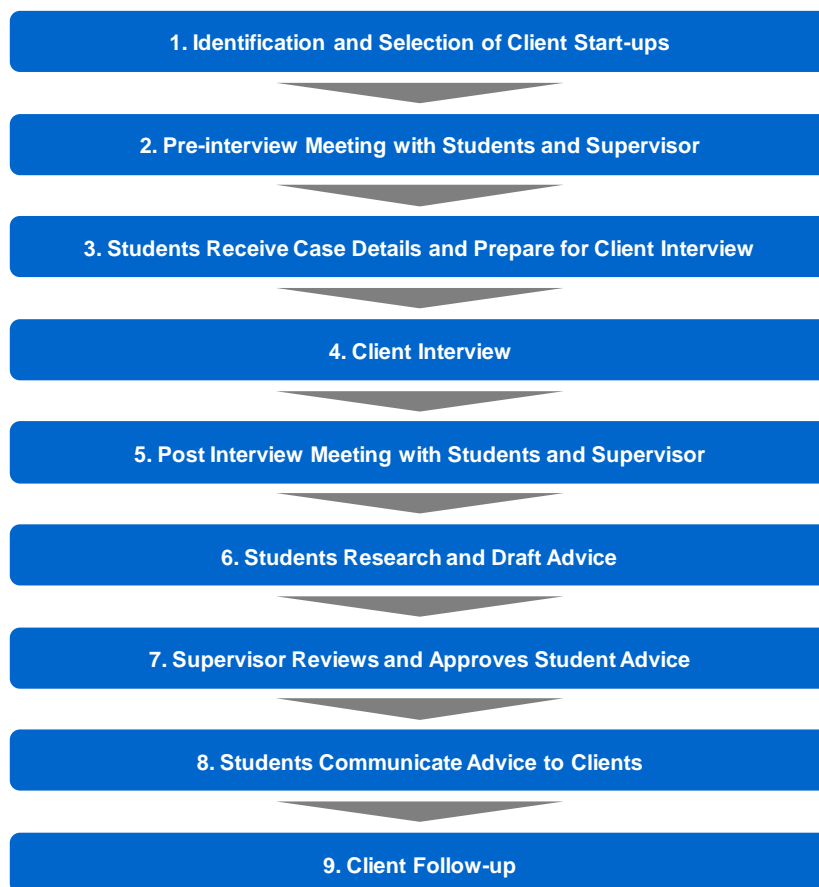 1. Identification and Selection of Client Start-ups
2. Pre-interview Meeting with Students and Supervisor
3. Students Receive Case Details and Prepare for Client Interview
4. Client Interview
5. Post Interview Meeting with Students and Supervisor
6. Students Research and Draft Advice
7. Supervisor Reviews and Approves Student Advice
8. Students Communicate Advice to Clients
9. Client Follow-up